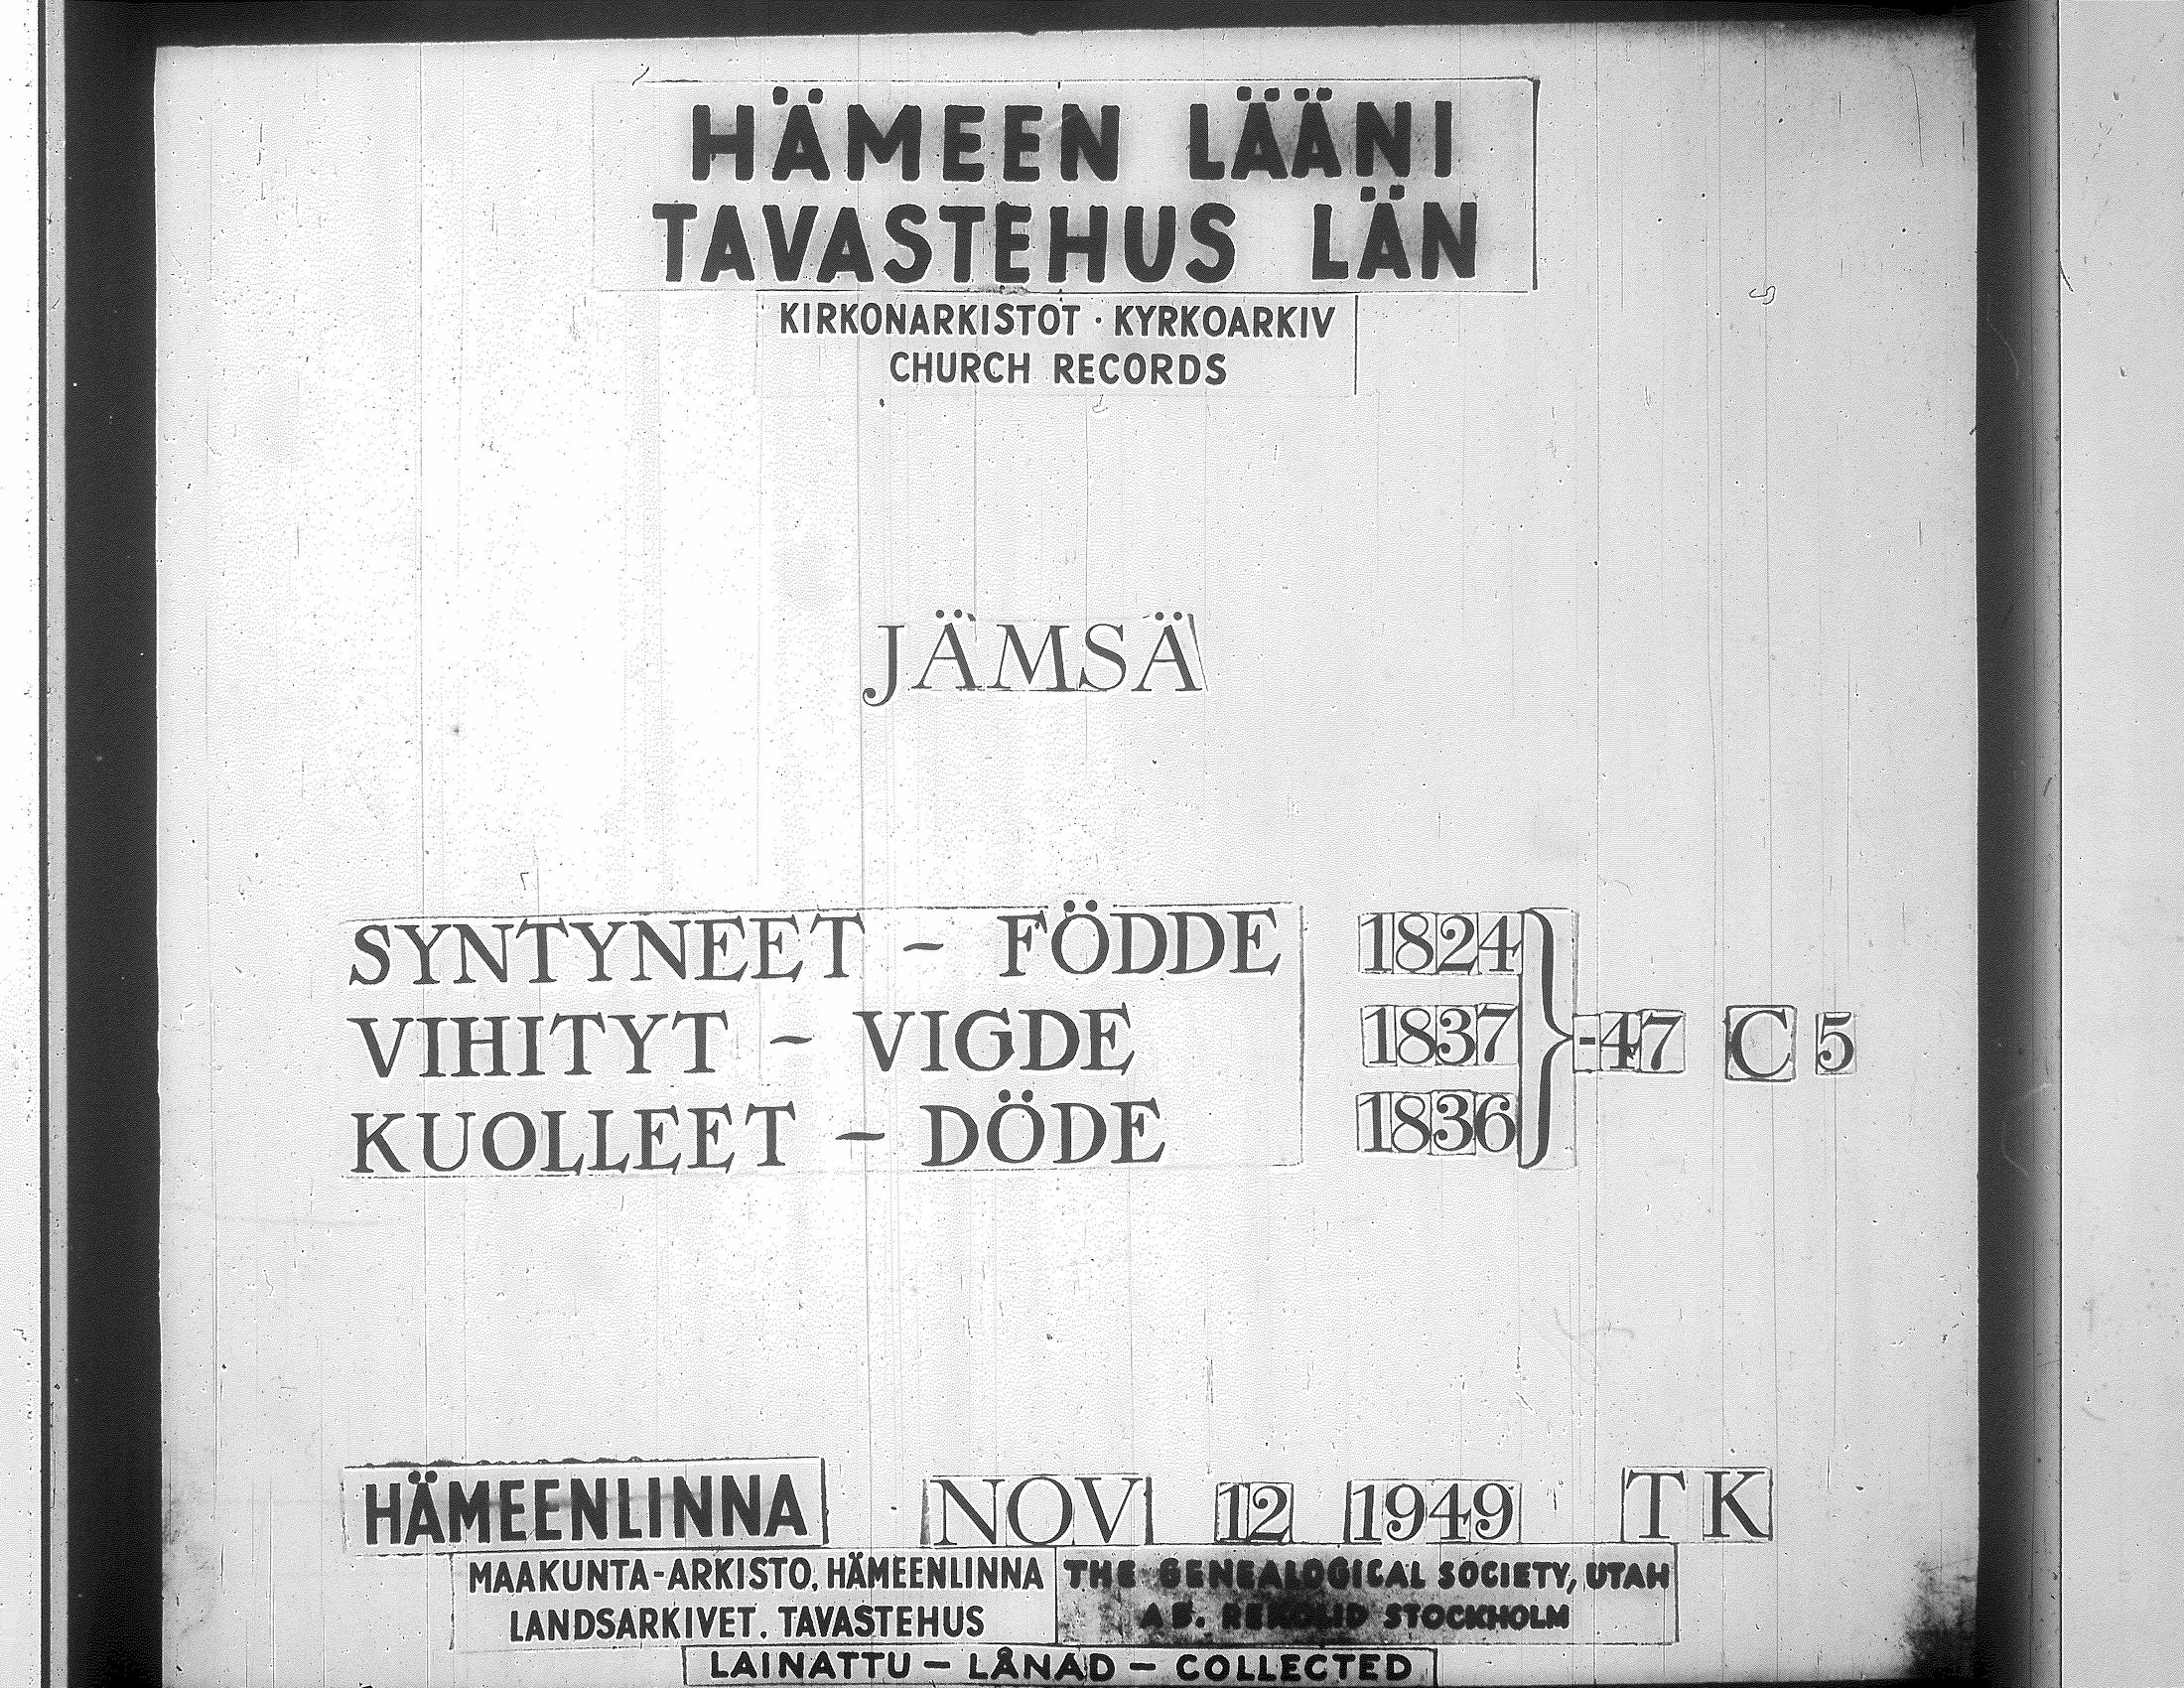 HÄMEEN LÄÄNI
TAVASTEHUS LÄN
KIRKONARKISTOT · KYRKOARKIV
CHURCH RECORDS
JÄMSÄ
SYNTYNEET – FÖDDE 1824
VIHITYT – VIGDE 1837 } -47 C 5
KUOLLEET – DÖDE 1836
HÄMEENLINNA NOV 12 1949 TK
MAAKUNTA-ARKISTO, HÄMEENLINNA THE GENEALOGICAL SOCIETY, UTAH
LANDSARKIVET. TAVASTEHUS AB. REKOLID STOCKHOLM
LAINATTU – LÅNAD – COLLECTED